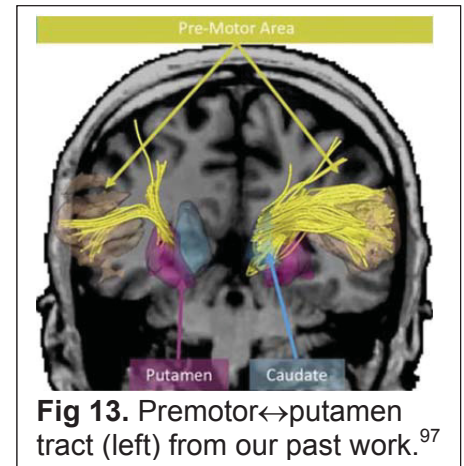 Pre-Motor Area
Putamen Caudate
Fig 13. Premotor↔putamen
tract (left) from our past work.97